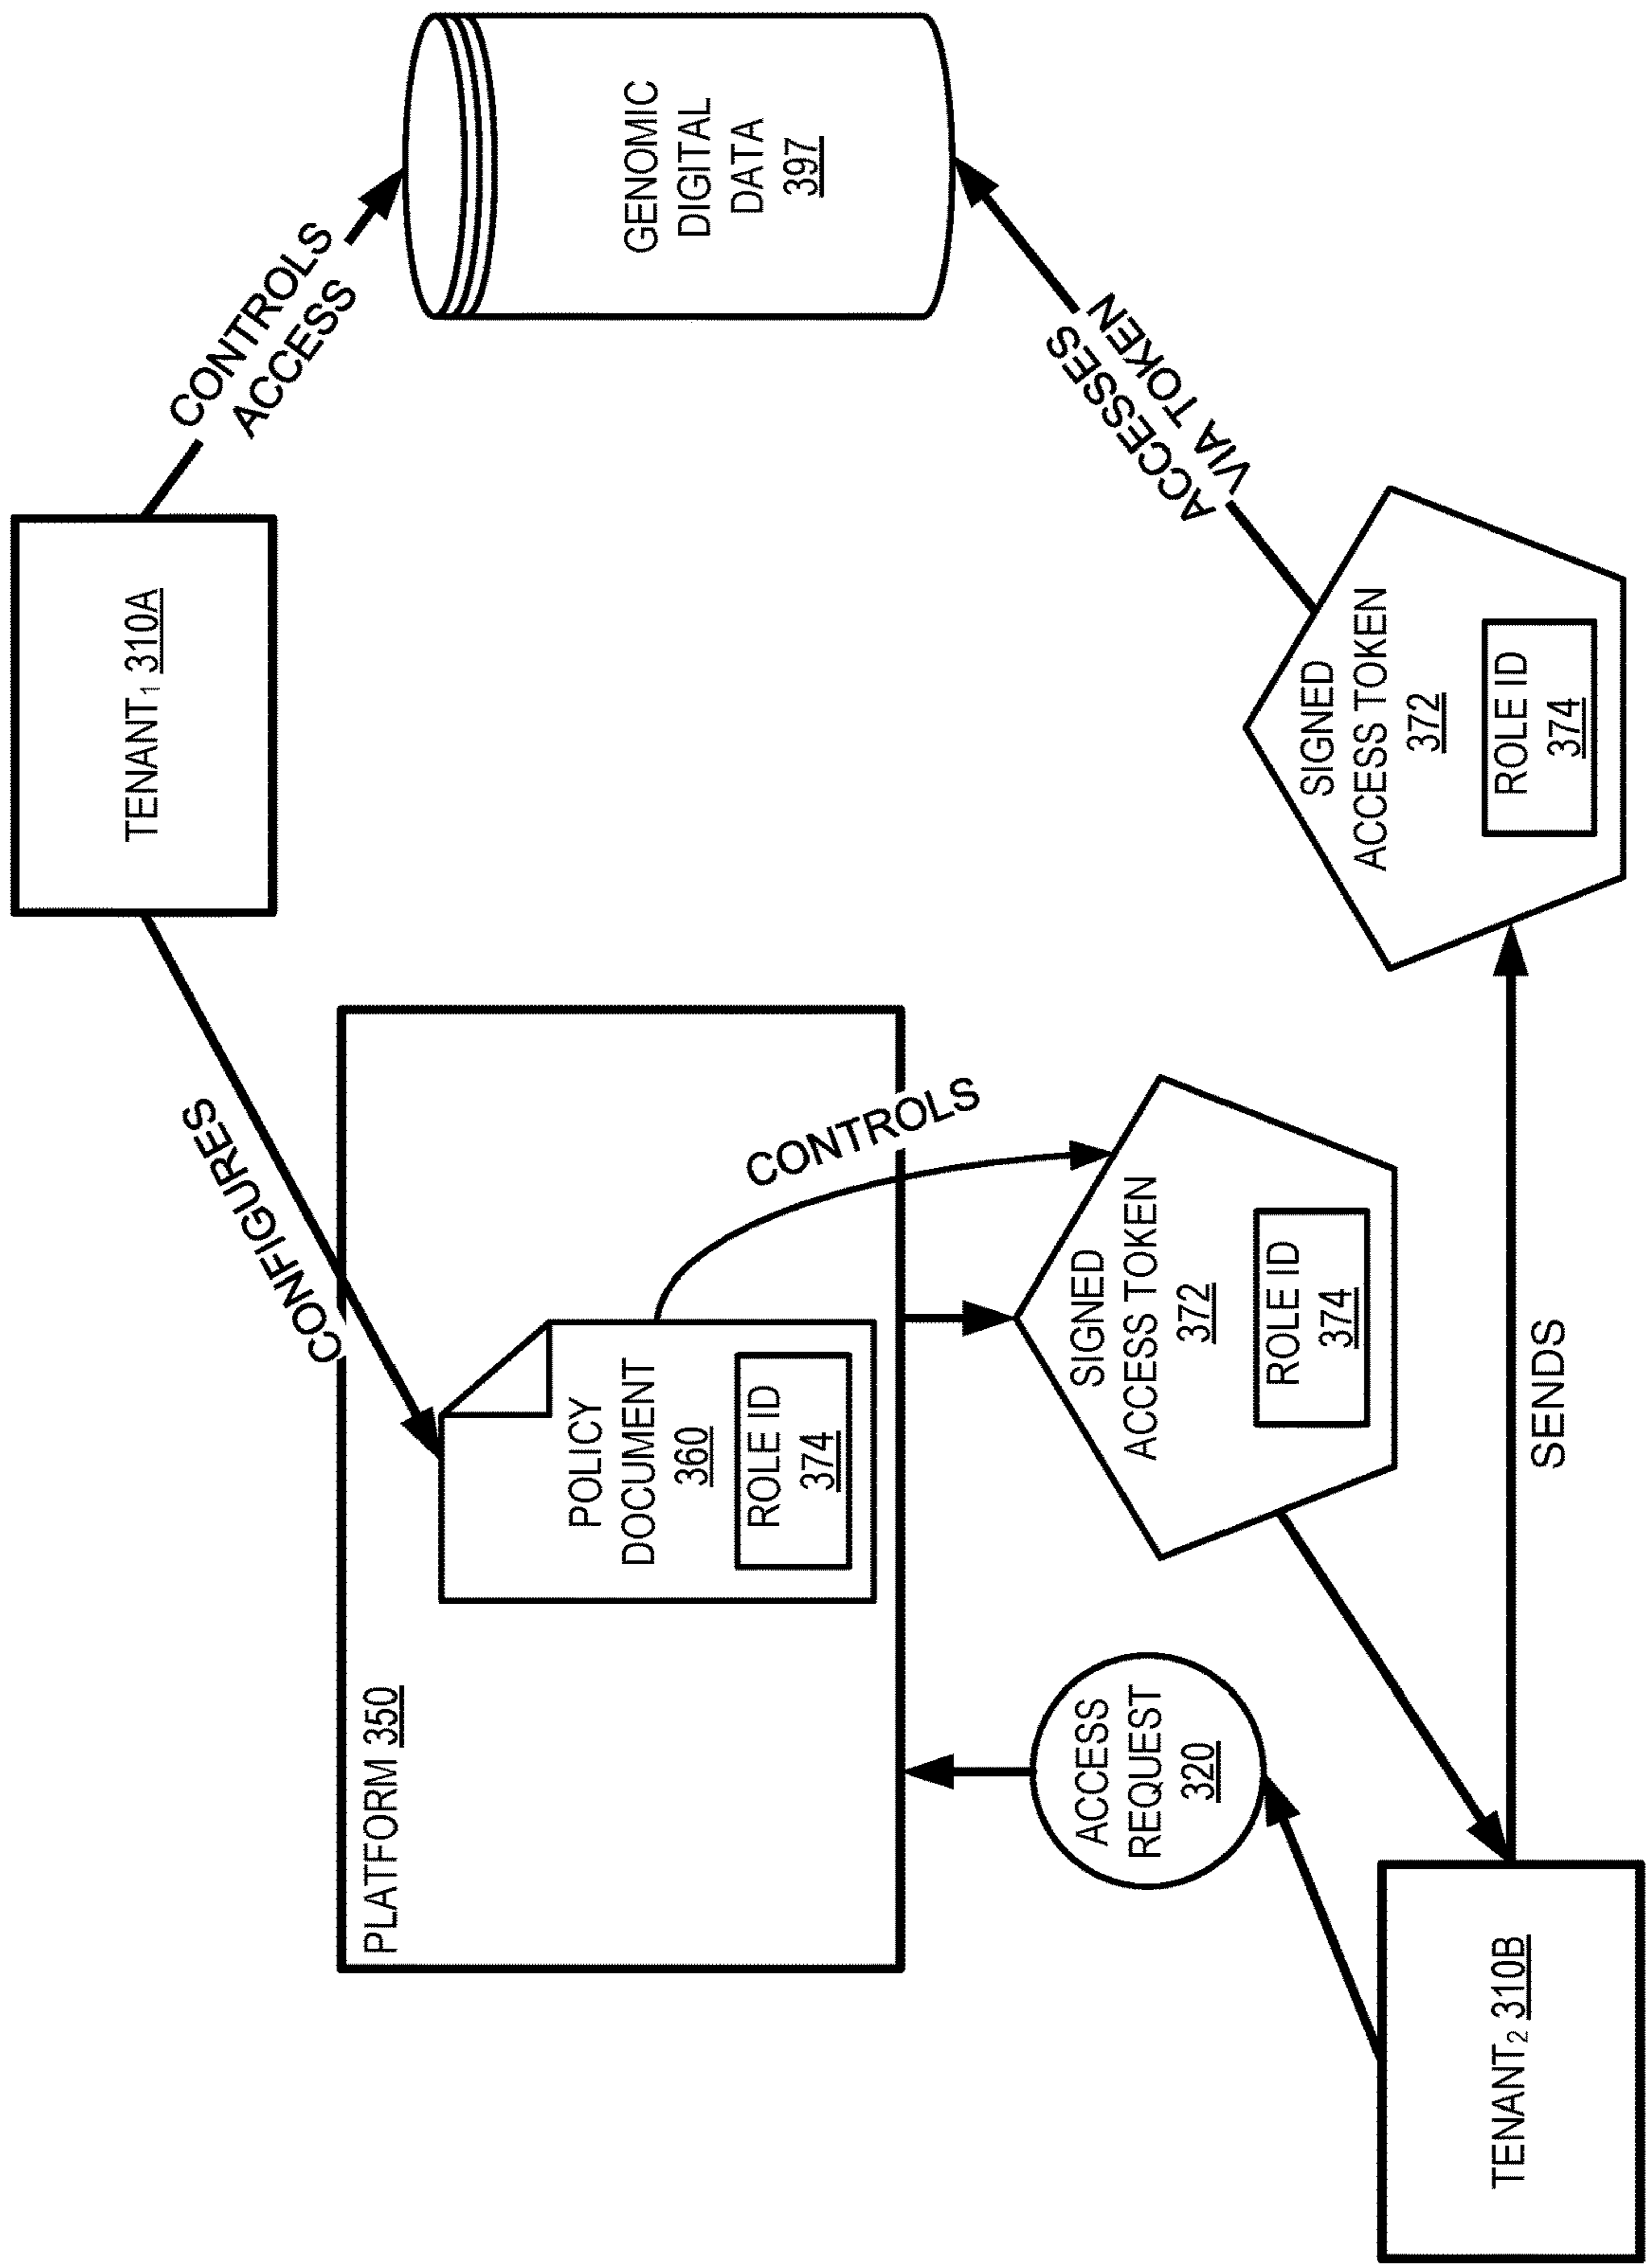 TENANT₁ 310A
CONTROLS
ACCESS
CONFIGURES
PLATFORM 350
POLICY
DOCUMENT
360
ROLE ID
374
CONTROLS
GENOMIC
DIGITAL
DATA
397
ACCESS
REQUEST
320
SIGNED
ACCESS TOKEN
372
ROLE ID
374
ACCESSES
VIA TOKEN
SIGNED
ACCESS TOKEN
372
ROLE ID
374
TENANT₂ 310B
SENDS